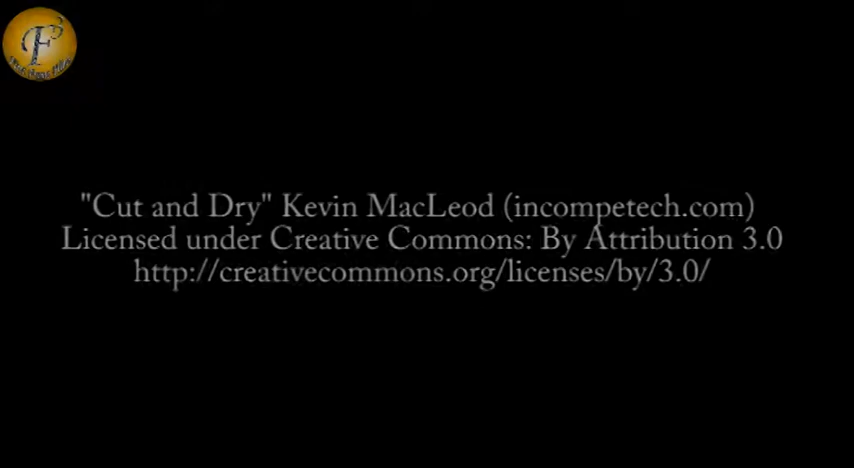 F3
"Cut and Dry" Kevin MacLeod (incompetech.com)
Licensed under Creative Commons: By Attribution 3.0
http://creativecommons.org/licenses/by/3.0/